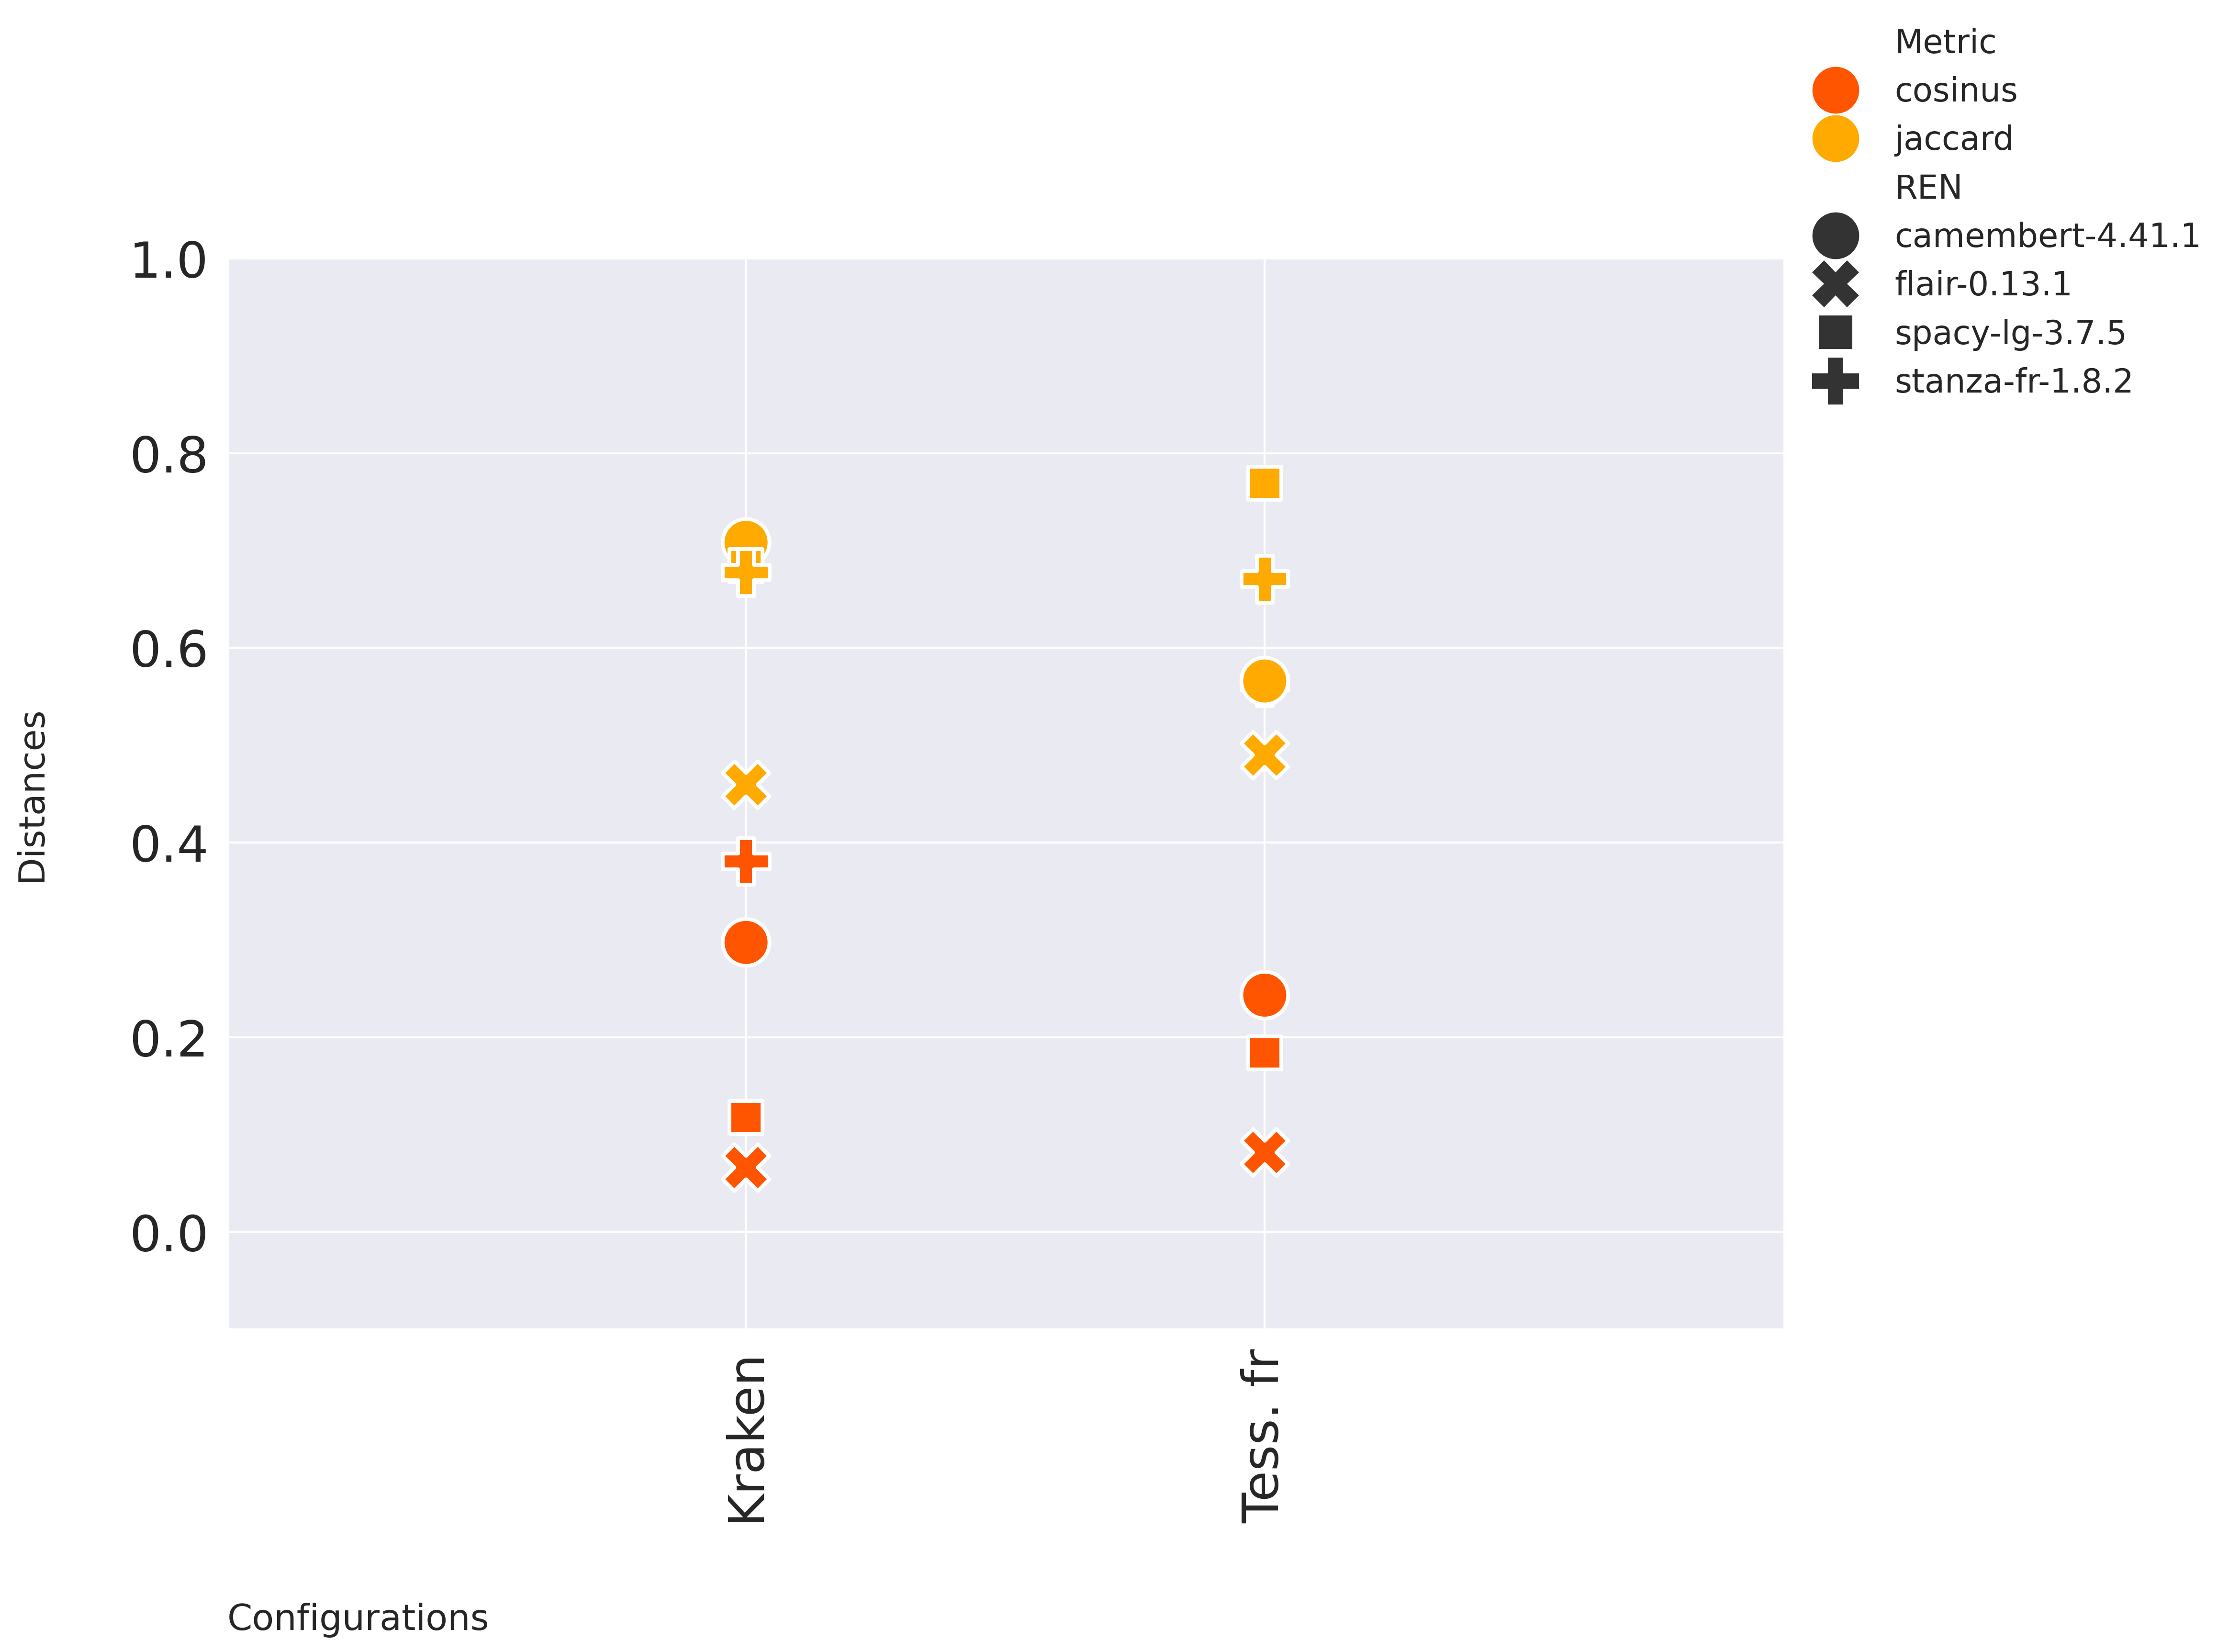 Metric
cosinus
jaccard
REN
camembert-4.41.1
flair-0.13.1
spacy-lg-3.7.5
stanza-fr-1.8.2
1.0
0.8
0.6
0.4
0.2
0.0
Distances
Kraken
Tess. fr
Configurations